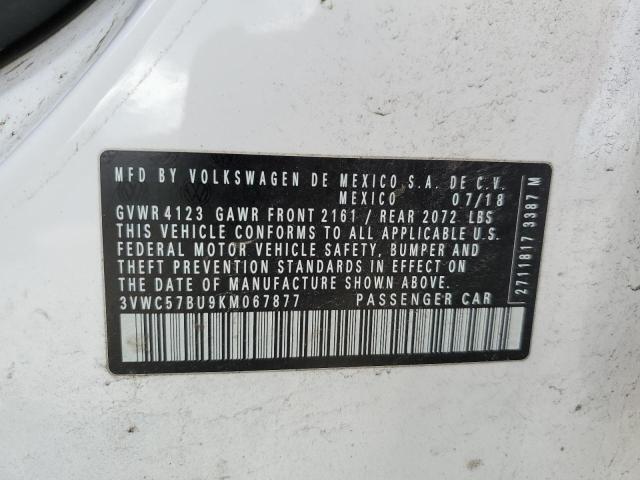 MFD BY VOLKSWAGEN DE MEXICO S.A. DE C.V.
MEXICO 07/18
GVWR 4123 GAWR FRONT 2161 / REAR 2072 LBS
THIS VEHICLE CONFORMS TO ALL APPLICABLE U.S.
FEDERAL MOTOR VEHICLE SAFETY, BUMPER AND
THEFT PREVENTION STANDARDS IN EFFECT ON
THE DATE OF MANUFACTURE SHOWN ABOVE.
3VWC57BU9KM067877 PASSENGER CAR
2711817 3387 M